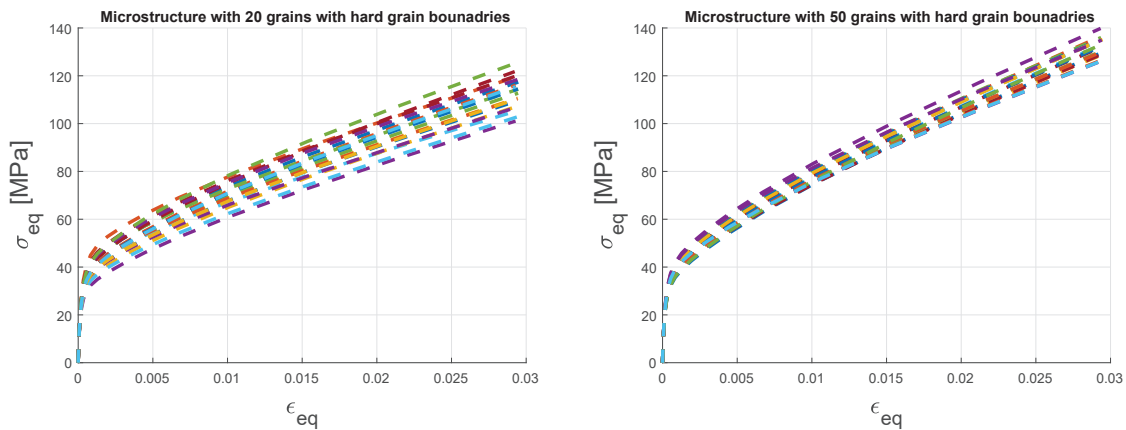 Microstructure with 20 grains with hard grain bounadries
140
120
100
80
60
40
20
0
σeq [MPa]
0 0.005 0.01 0.015 0.02 0.025 0.03
ϵeq
Microstructure with 50 grains with hard grain bounadries
140
120
100
80
60
40
20
0
σeq [MPa]
0 0.005 0.01 0.015 0.02 0.025 0.03
ϵeq